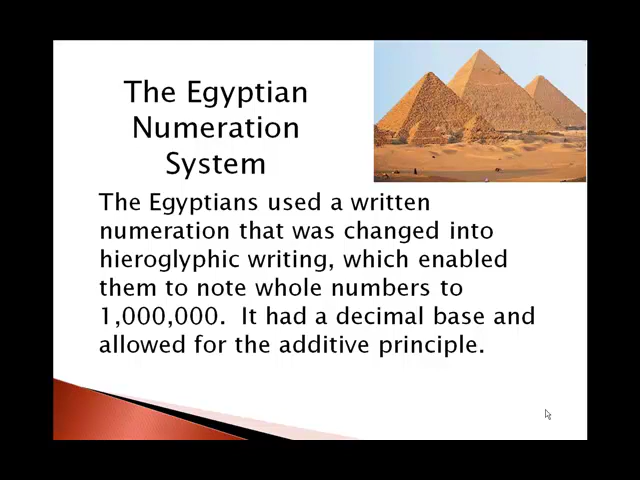 The Egyptian
Numeration
System
The Egyptians used a written
numeration that was changed into
hieroglyphic writing, which enabled
them to note whole numbers to
1,000,000.  It had a decimal base and
allowed for the additive principle.